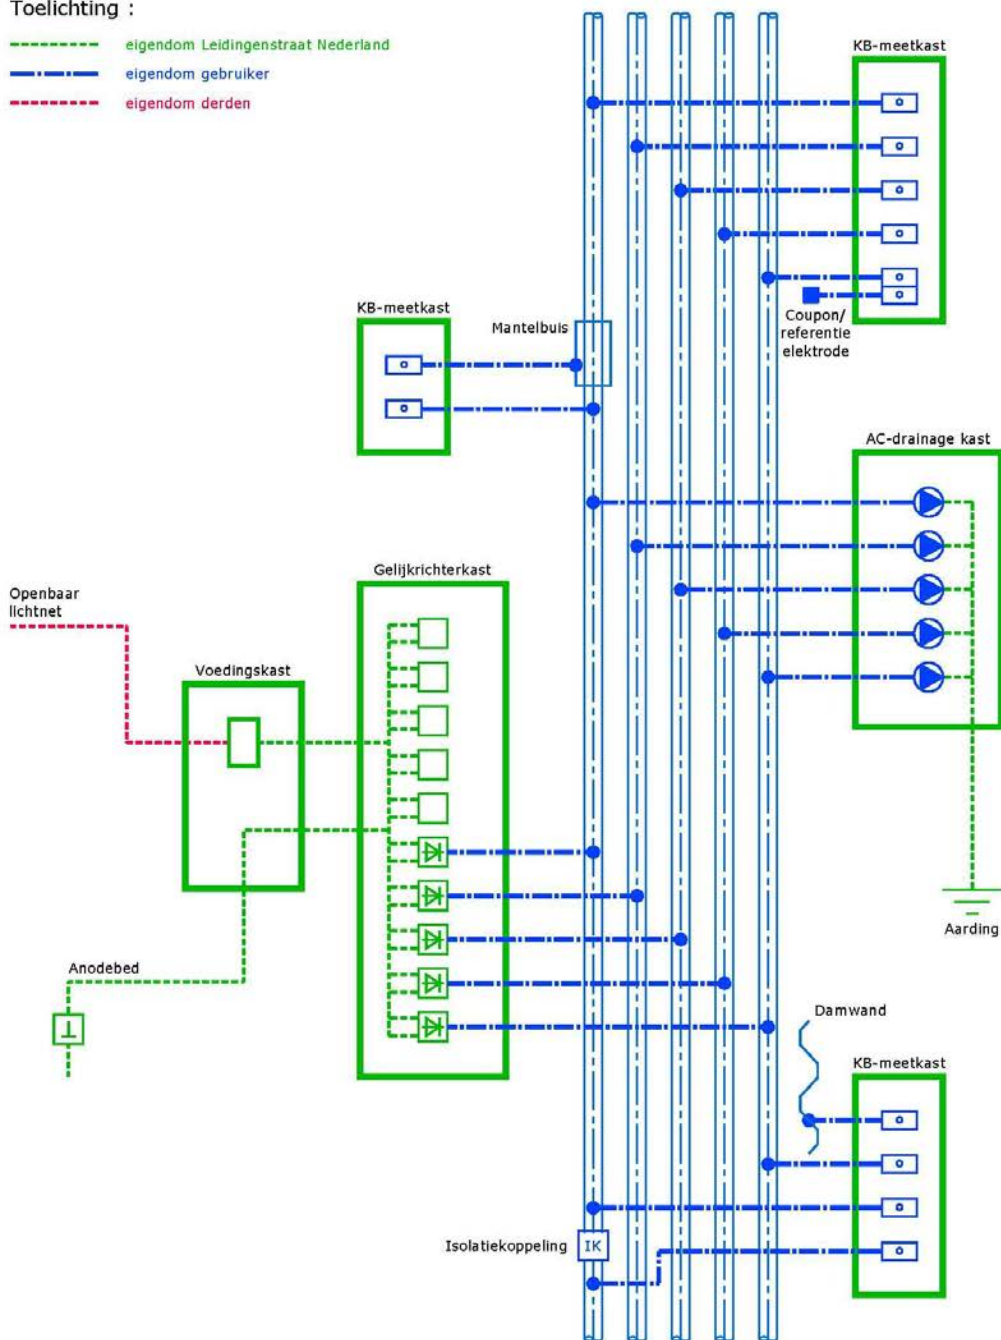 Toelichting :
eigendom Leidingenstraat Nederland
eigendom gebruiker
eigendom derden
KB-meetkast
Coupon/
referentie
elektrode
KB-meetkast
Mantelbuis
AC-drainage kast
Gelijkrichterkast
Openbaar
lichtnet
Voedingskast
Aarding
Anodebed
Damwand
KB-meetkast
Isolatiekoppeling
IK